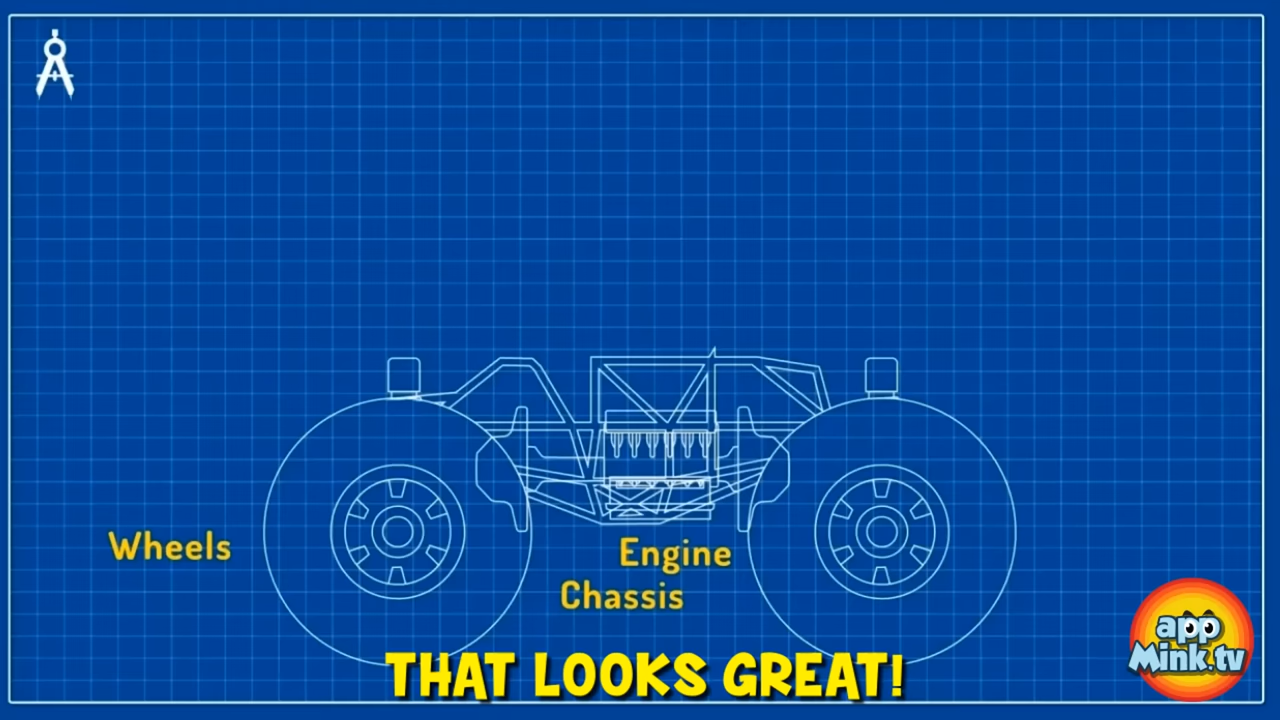 Wheels
Engine
Chassis
THAT LOOKS GREAT!
app
Mink.tv